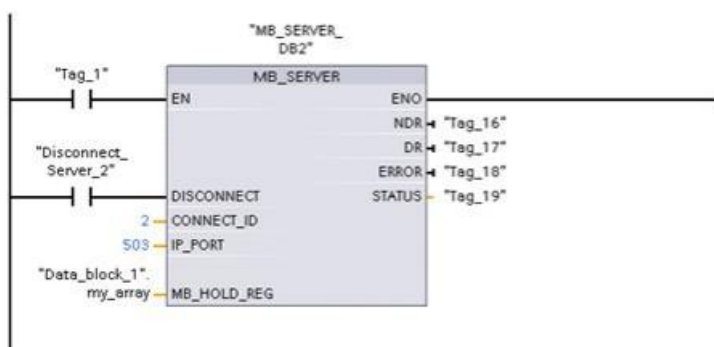 "MB_SERVER_
DB2"
"Tag_1"
MB_SERVER
EN
ENO
NDR
"Tag_16"
DR
"Tag_17"
"Disconnect_
Server_2"
ERROR
"Tag_18"
DISCONNECT
STATUS
"Tag_19"
2
CONNECT_ID
503
IP_PORT
"Data_block_1".
my_array
MB_HOLD_REG